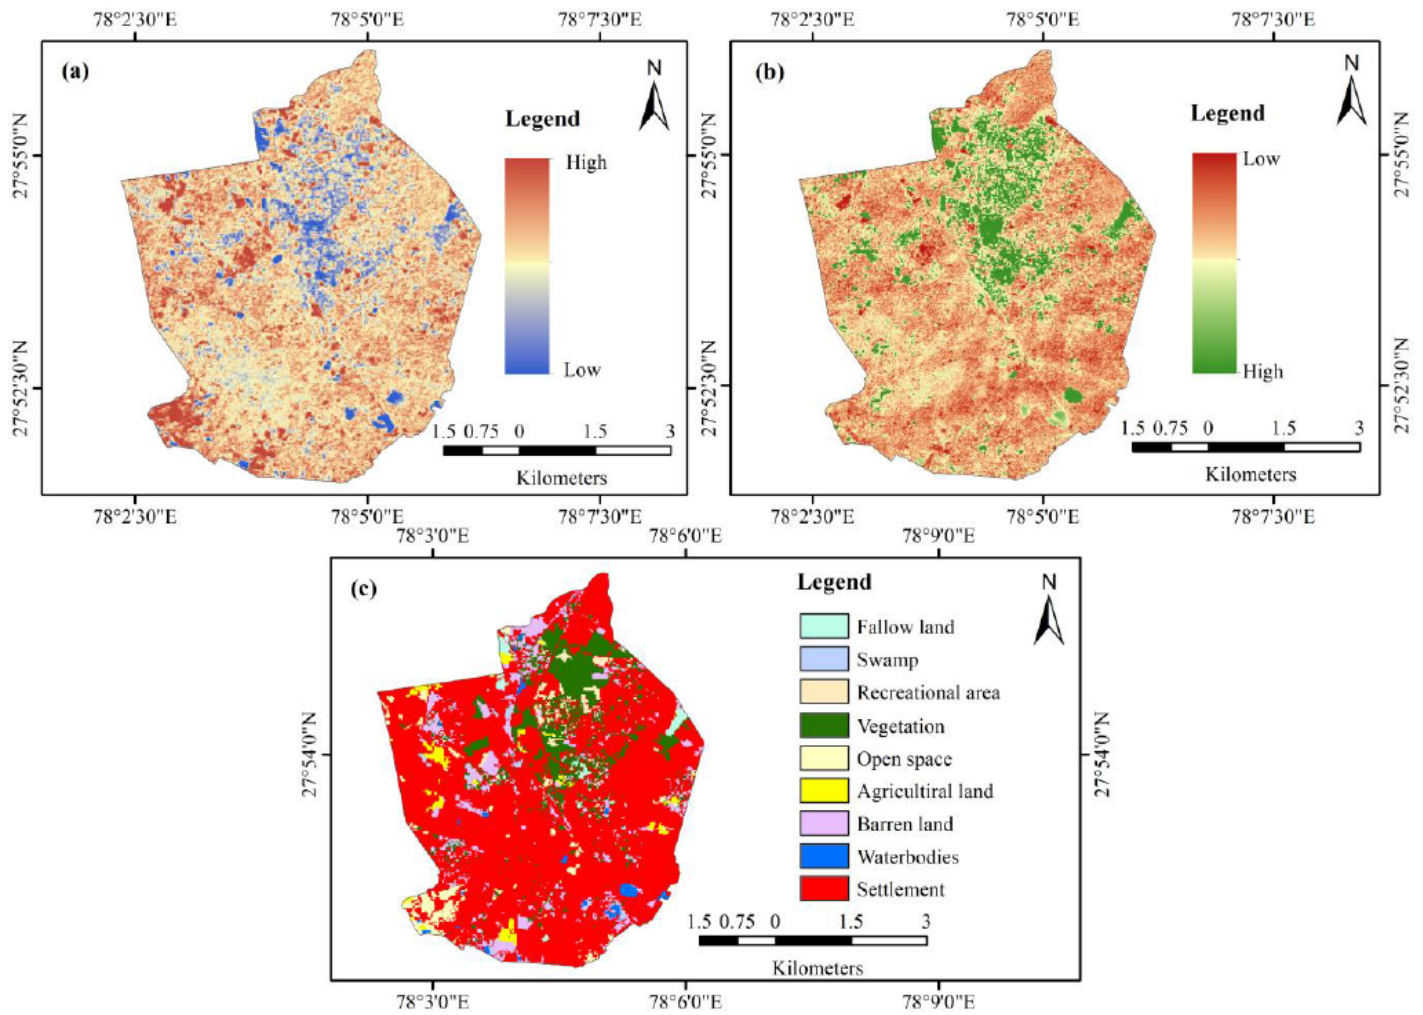 78°2'30"E 78°5'0"E 78°7'30"E 78°2'30"E 78°5'0"E 78°7'30"E
(a)
N
Legend
High
Low
27°55'0"N
27°52'30"N
1.5 0.75 0 1.5 3
Kilometers
(b)
N
Legend
Low
High
27°55'0"N
27°52'30"N
27°55'0"N
27°52'30"N
1.5 0.75 0 1.5 3
Kilometers
78°2'30"E 78°5'0"E 78°7'30"E 78°2'30"E 78°5'0"E 78°7'30"E
78°3'0"E 78°6'0"E 78°9'0"E
(c)
Legend
N
Fallow land
Swamp
Recreational area
Vegetation
Open space
Agricultiral land
Barren land
Waterbodies
Settlement
27°54'0"N
27°54'0"N
1.5 0.75 0 1.5 3
Kilometers
78°3'0"E 78°6'0"E 78°9'0"E